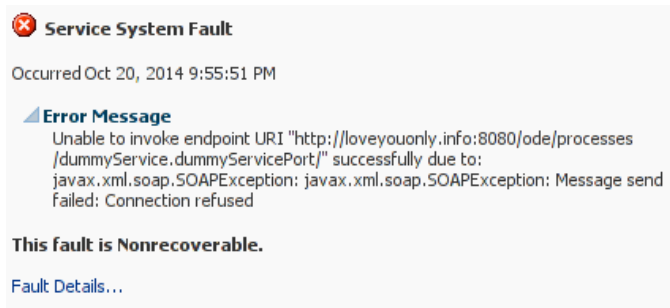 Service System Fault
Occurred Oct 20, 2014 9:55:51 PM
Error Message
Unable to invoke endpoint URI "http://loveyouonly.info:8080/ode/processes
/dummyService.dummyServicePort/" successfully due to:
javax.xml.soap.SOAPException: javax.xml.soap.SOAPException: Message send
failed: Connection refused
This fault is Nonrecoverable.
Fault Details...